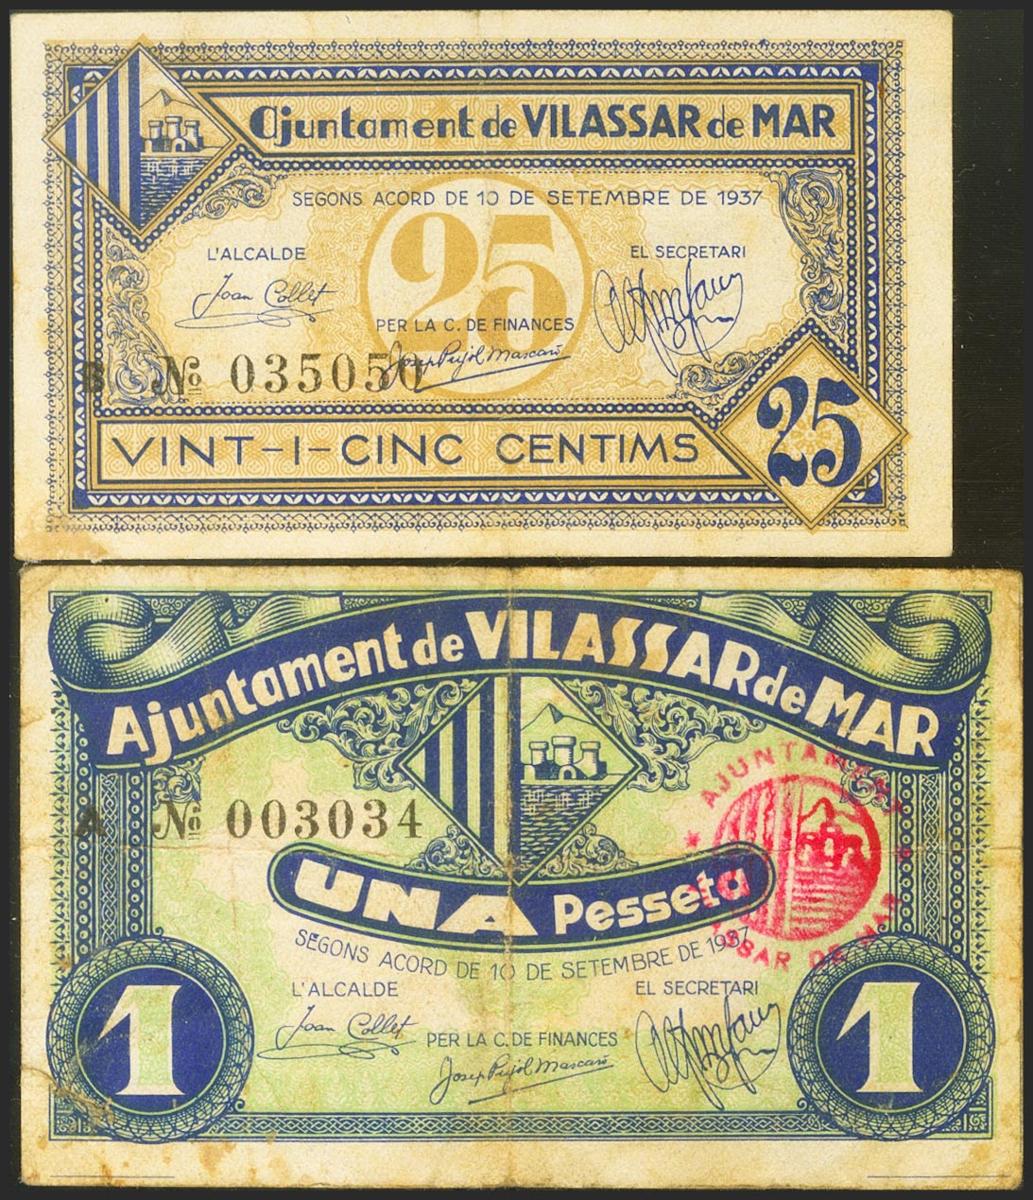 Ajuntament de VILASSAR de MAR
SEGONS ACORD DE 10 DE SETEMBRE DE 1937
25
L'ALCALDE EL SECRETARI
Joan Collet
PER LA C. DE FINANCES
Josep Pujol Mascaró
B Nº 035050
VINT-I-CINC CENTIMS
25
Ajuntament de VILASSAR de MAR
A Nº 003034
AJUNTAMENT
DE MAR
UNA Pesseta
SEGONS ACORD DE 10 DE SETEMBRE DE 1937
L'ALCALDE EL SECRETARI
Joan Collet
PER LA C. DE FINANCES
Josep Pujol Mascaró
1 1